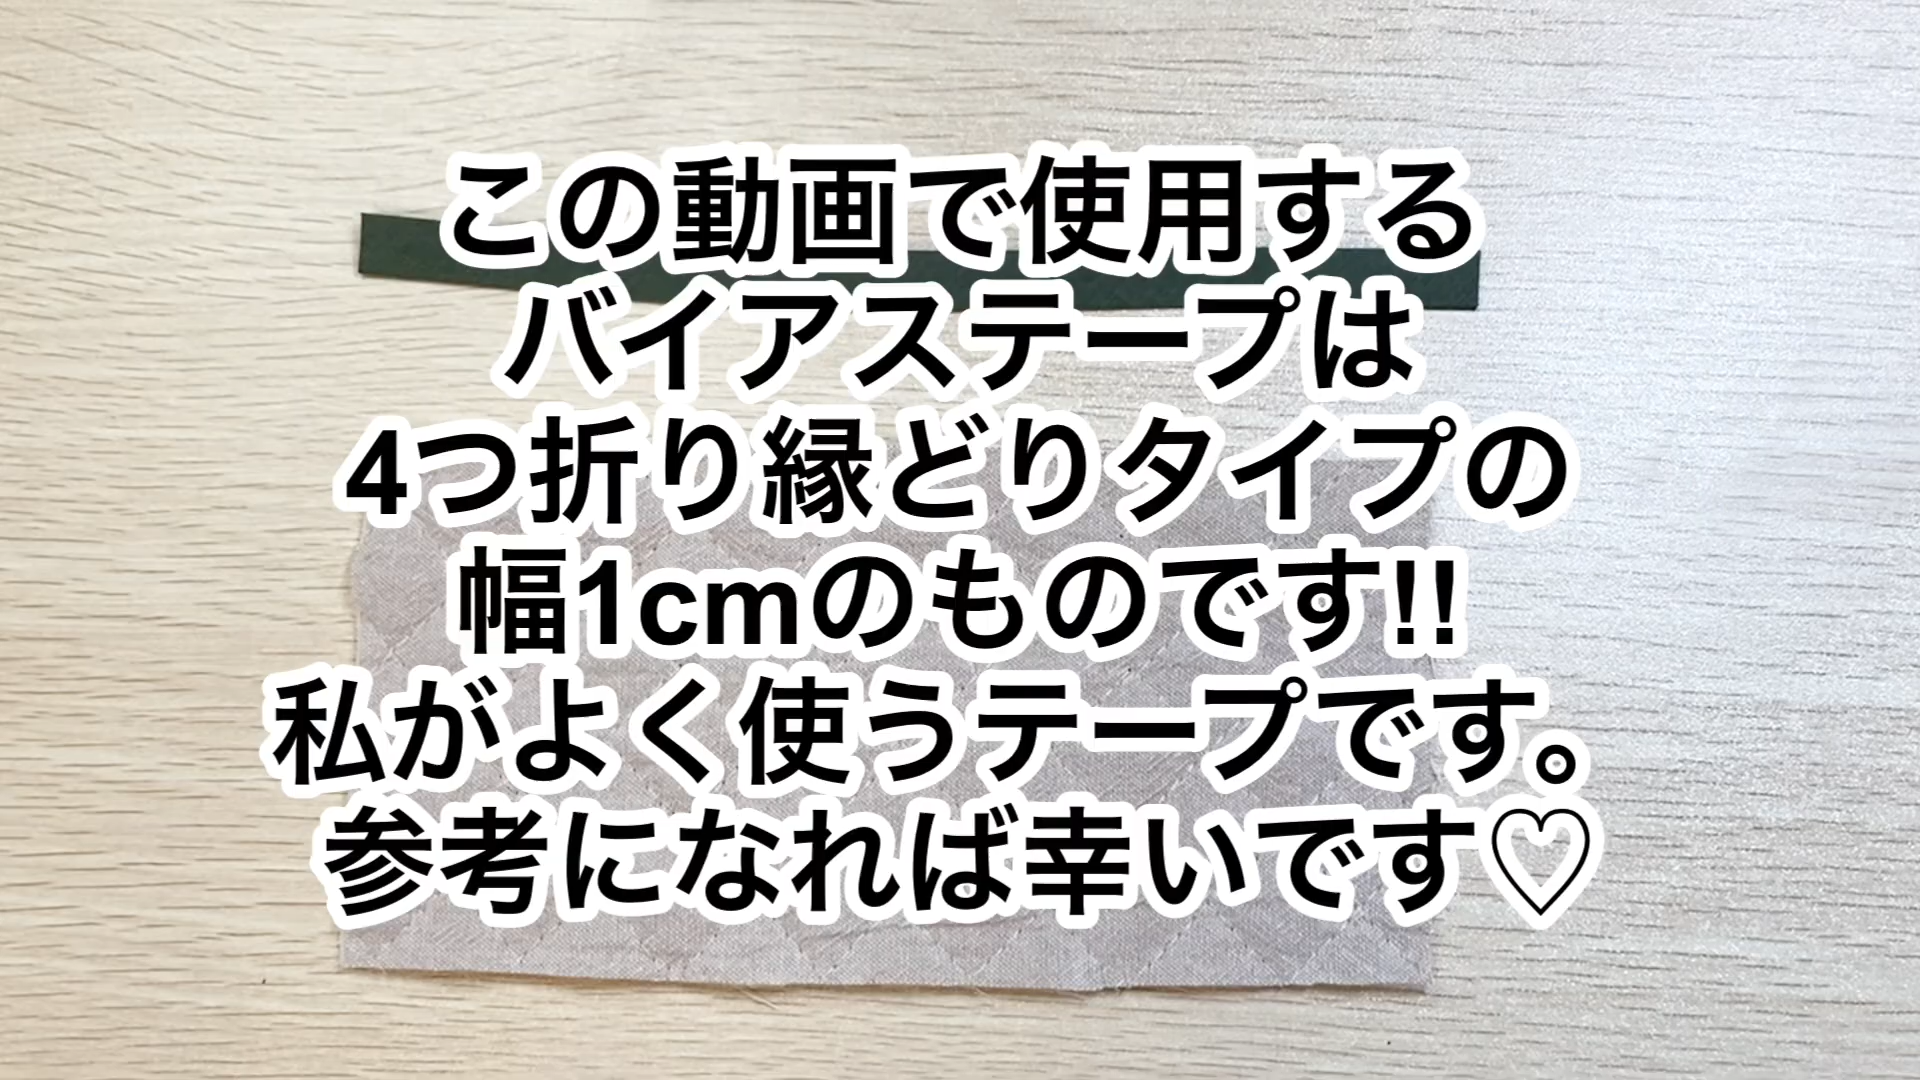 この動画で使用する
バイアステープは
4つ折り縁どりタイプの
幅1cmのものです!!
私がよく使うテープです。
参考になれば幸いです♡